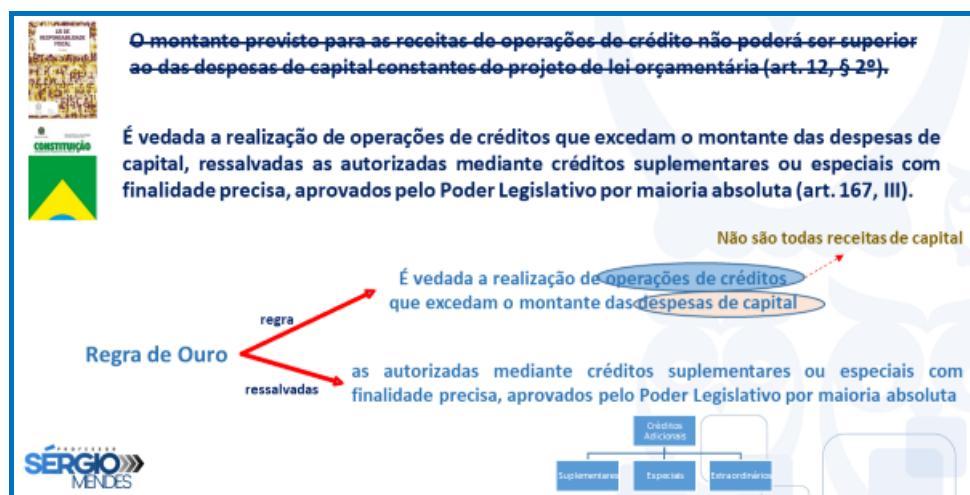 LEI DE
RESPONSABILIDADE
FISCAL
O montante previsto para as receitas de operações de crédito não poderá ser superior
ao das despesas de capital constantes do projeto de lei orçamentária (art. 12, § 2º).
CONSTITUIÇÃO
É vedada a realização de operações de créditos que excedam o montante das despesas de
capital, ressalvadas as autorizadas mediante créditos suplementares ou especiais com
finalidade precisa, aprovados pelo Poder Legislativo por maioria absoluta (art. 167, III).
Não são todas receitas de capital
É vedada a realização de operações de créditos
que excedam o montante das despesas de capital
regra
Regra de Ouro
ressalvadas
as autorizadas mediante créditos suplementares ou especiais com
finalidade precisa, aprovados pelo Poder Legislativo por maioria absoluta
Créditos
Adicionais
Suplementares
Especiais
Extraordinários
PROFESSOR
SÉRGIO
MENDES